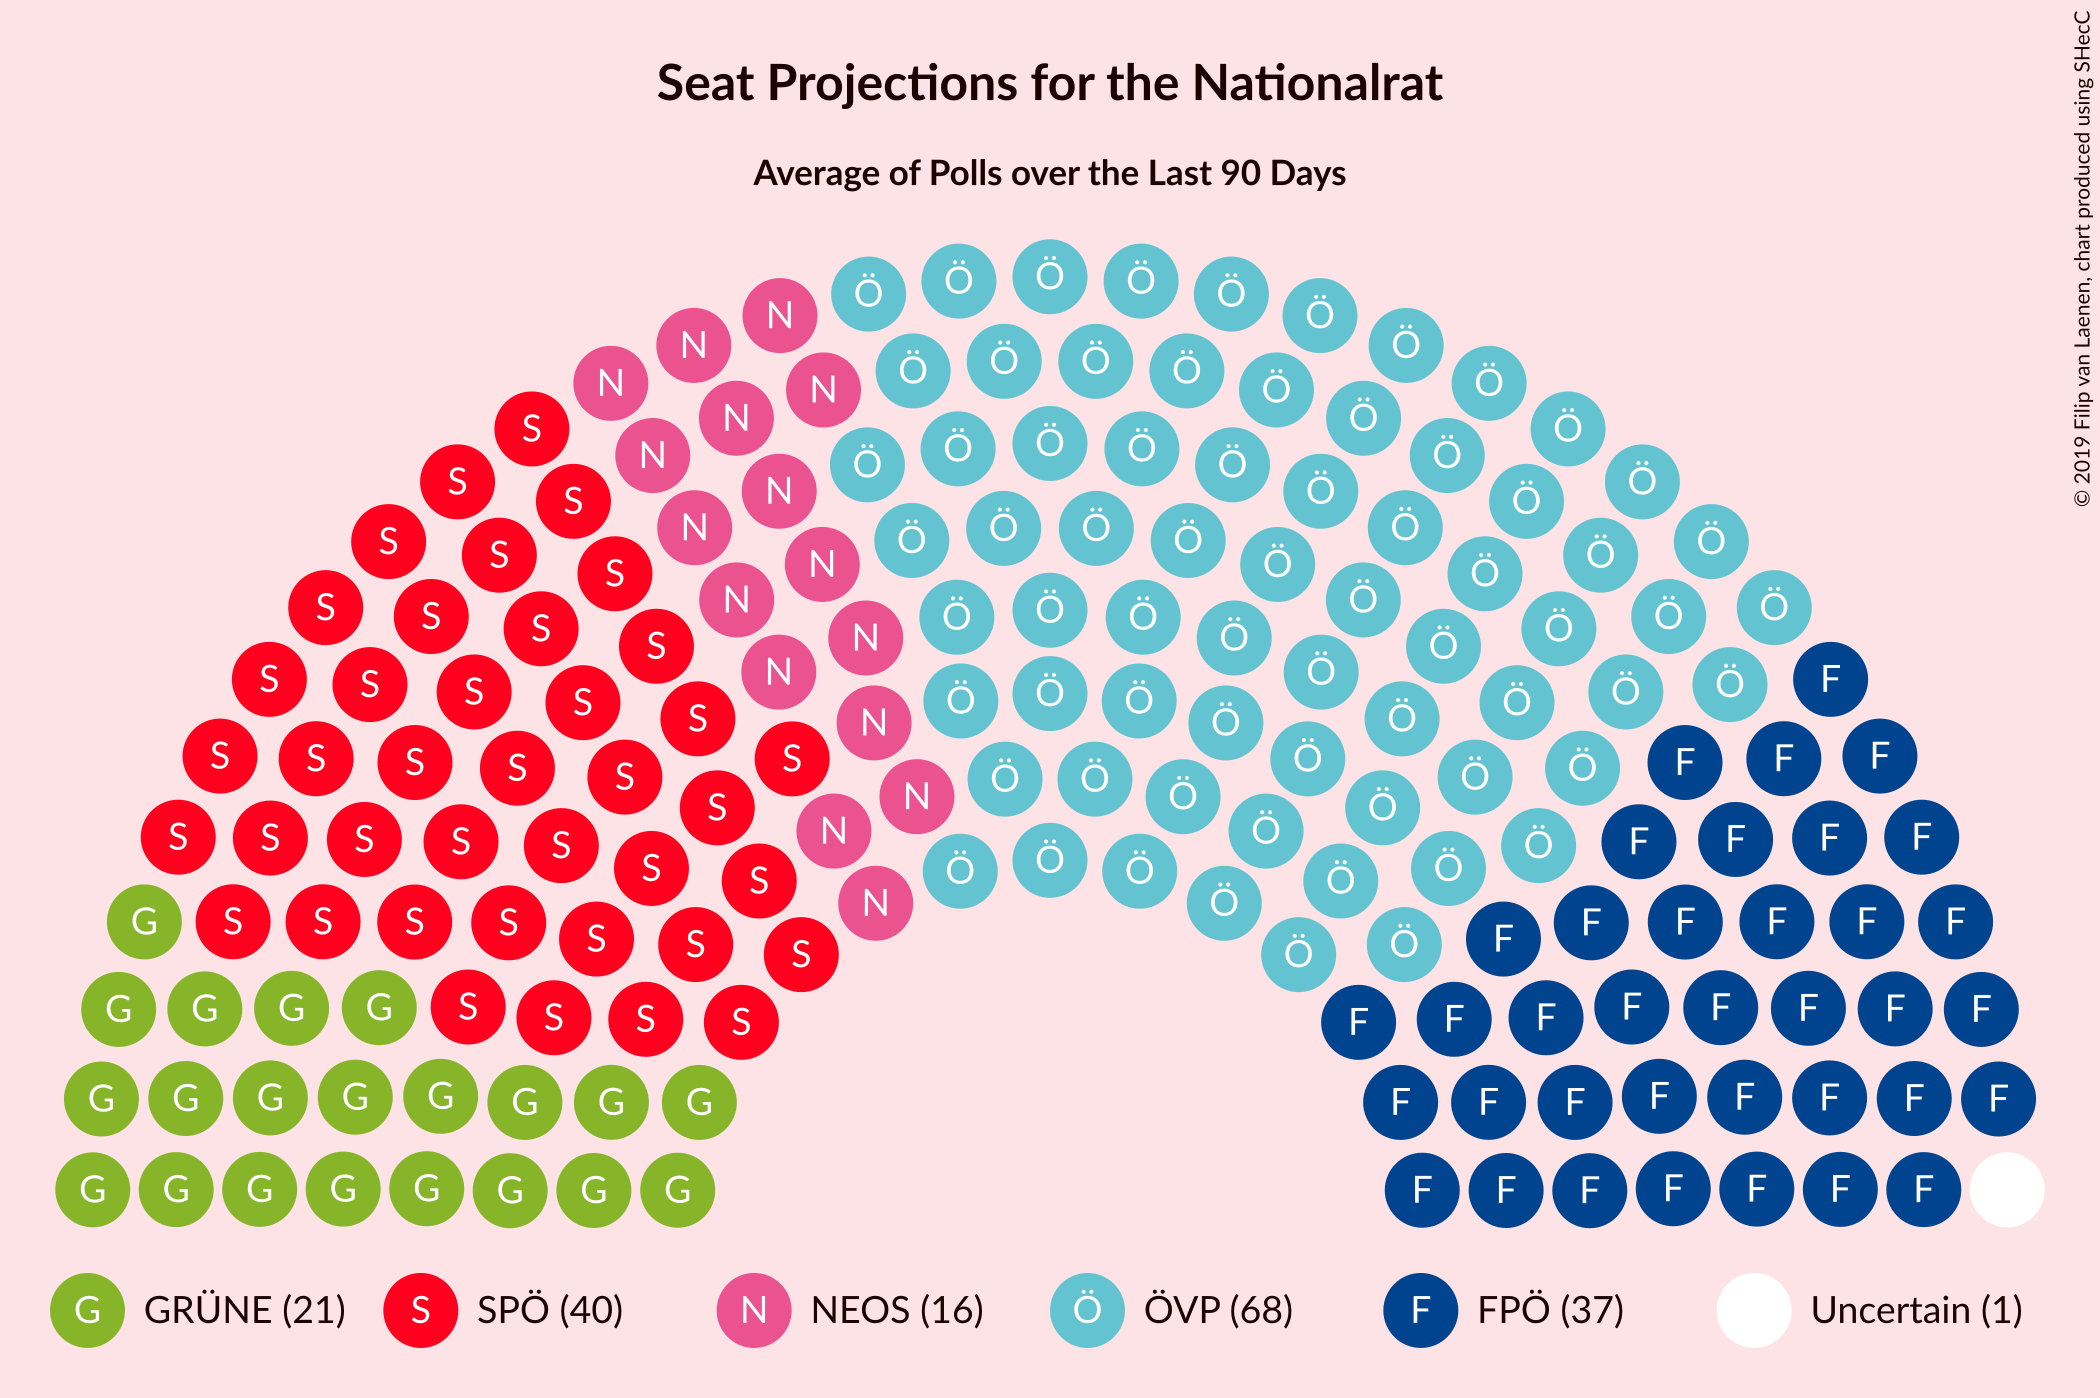 Seat Projections for the Nationalrat
Average of Polls over the Last 90 Days
© 2019 Filip van Laenen, chart produced using SHecC
Ö Ö Ö Ö Ö
N Ö
N Ö
N Ö Ö Ö Ö Ö
N Ö
S N Ö Ö
S N Ö Ö Ö Ö Ö Ö
S N Ö Ö
S N Ö Ö Ö Ö Ö
S N Ö Ö
S S Ö Ö
S N Ö Ö
S S Ö Ö Ö Ö Ö
S N Ö Ö
S S Ö Ö
S S S N Ö Ö Ö Ö F
S S N Ö Ö
S S S S S Ö Ö Ö Ö F F F
S S N Ö Ö Ö Ö Ö
S S S S S N Ö Ö F F F F
S S Ö Ö Ö Ö Ö
G S S S S N Ö F F F F F
S S S Ö Ö F
G G G G S S S S F F F F F F F F
G G G G G G G G F F F F F F F F
G G G G G G G G F F F F F F F
G GRÜNE (21) S SPÖ (40) N NEOS (16) Ö ÖVP (68) F FPÖ (37) Uncertain (1)